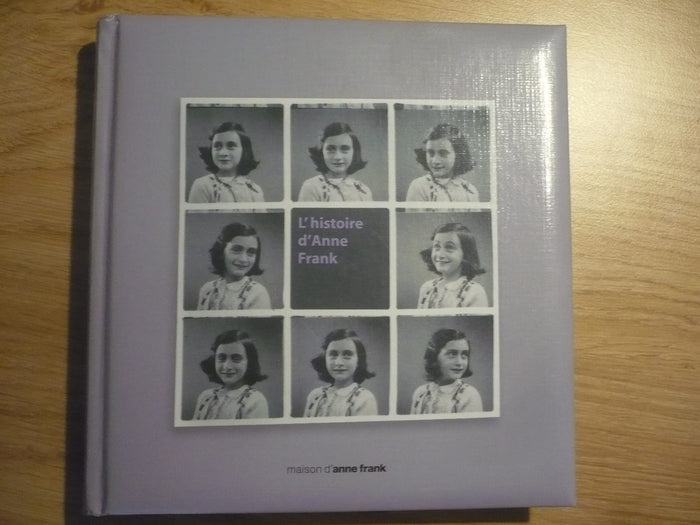 L'histoire
d'Anne
Frank
maison d'anne frank